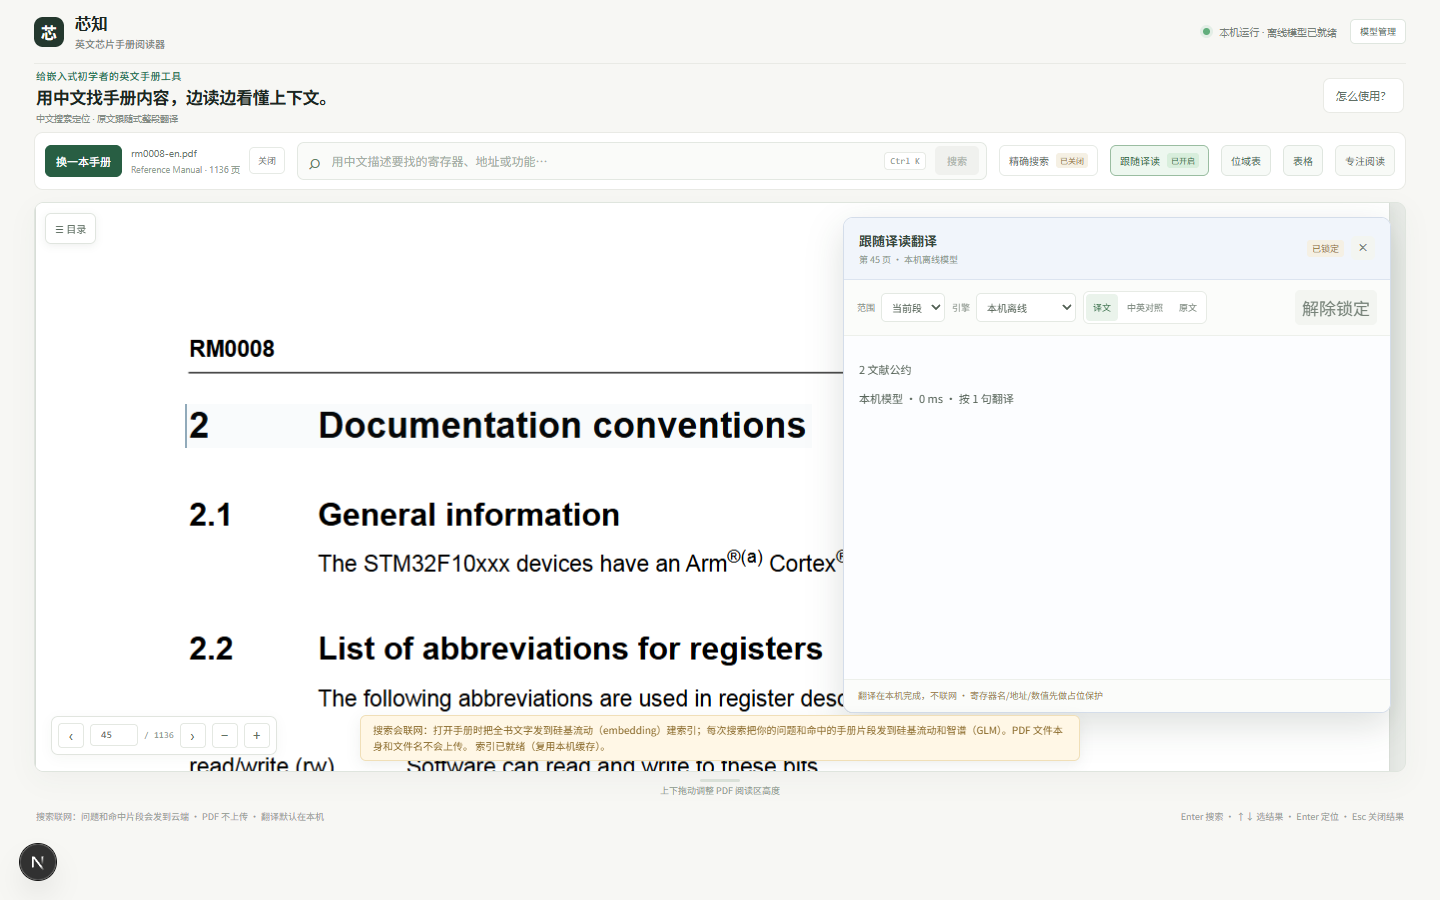 芯
芯知
英文芯片手册阅读器
本机运行 · 离线模型已就绪
模型管理
给嵌入式初学者的英文手册工具
用中文找手册内容，边读边看懂上下文。
中文搜索定位 · 原文跟随式整段翻译
怎么使用？
换一本手册
rm0008-en.pdf
Reference Manual · 1136 页
关闭
用中文描述要找的寄存器、地址或功能…
Ctrl K
搜索
精确搜索 已关闭
跟随译读 已开启
位域表
表格
专注阅读
☰ 目录
RM0008
2 Documentation conventions
2.1 General information
The STM32F10xxx devices have an Arm®(a) Cortex®
2.2 List of abbreviations for registers
The following abbreviations are used in register desc
read/write (rw) Software can read and write to these bits
跟随译读翻译
第 45 页 · 本机离线模型
已锁定
×
范围 当前段 引擎 本机离线 译文 中英对照 原文
解除锁定
2 文献公约
本机模型 · 0 ms · 按 1 句翻译
翻译在本机完成，不联网 · 寄存器名/地址/数值先做占位保护
‹ 45 / 1136 › − +
搜索会联网：打开手册时把全书文字发到硅基流动（embedding）建索引；每次搜索把你的问题和命中的手册片段发到硅基流动和智谱（GLM）。PDF 文件本
身和文件名不会上传。 索引已就绪（复用本机缓存）。
上下拖动调整 PDF 阅读区高度
搜索联网：问题和命中片段会发到云端 · PDF 不上传 · 翻译默认在本机
Enter 搜索 · ↑↓ 选结果 · Enter 定位 · Esc 关闭结果
N